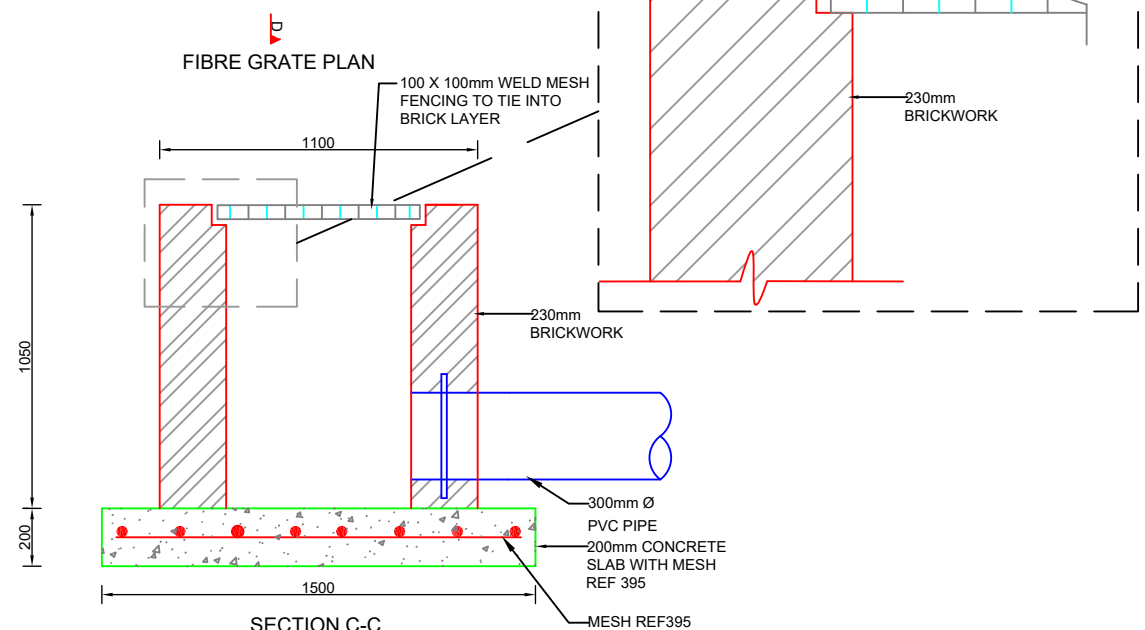 D
FIBRE GRATE PLAN
100 X 100mm WELD MESH
FENCING TO TIE INTO
BRICK LAYER
230mm
BRICKWORK
1100
230mm
BRICKWORK
1050
300mm Ø
PVC PIPE
200mm CONCRETE
SLAB WITH MESH
REF 395
200
1500
MESH REF395
SECTION C-C